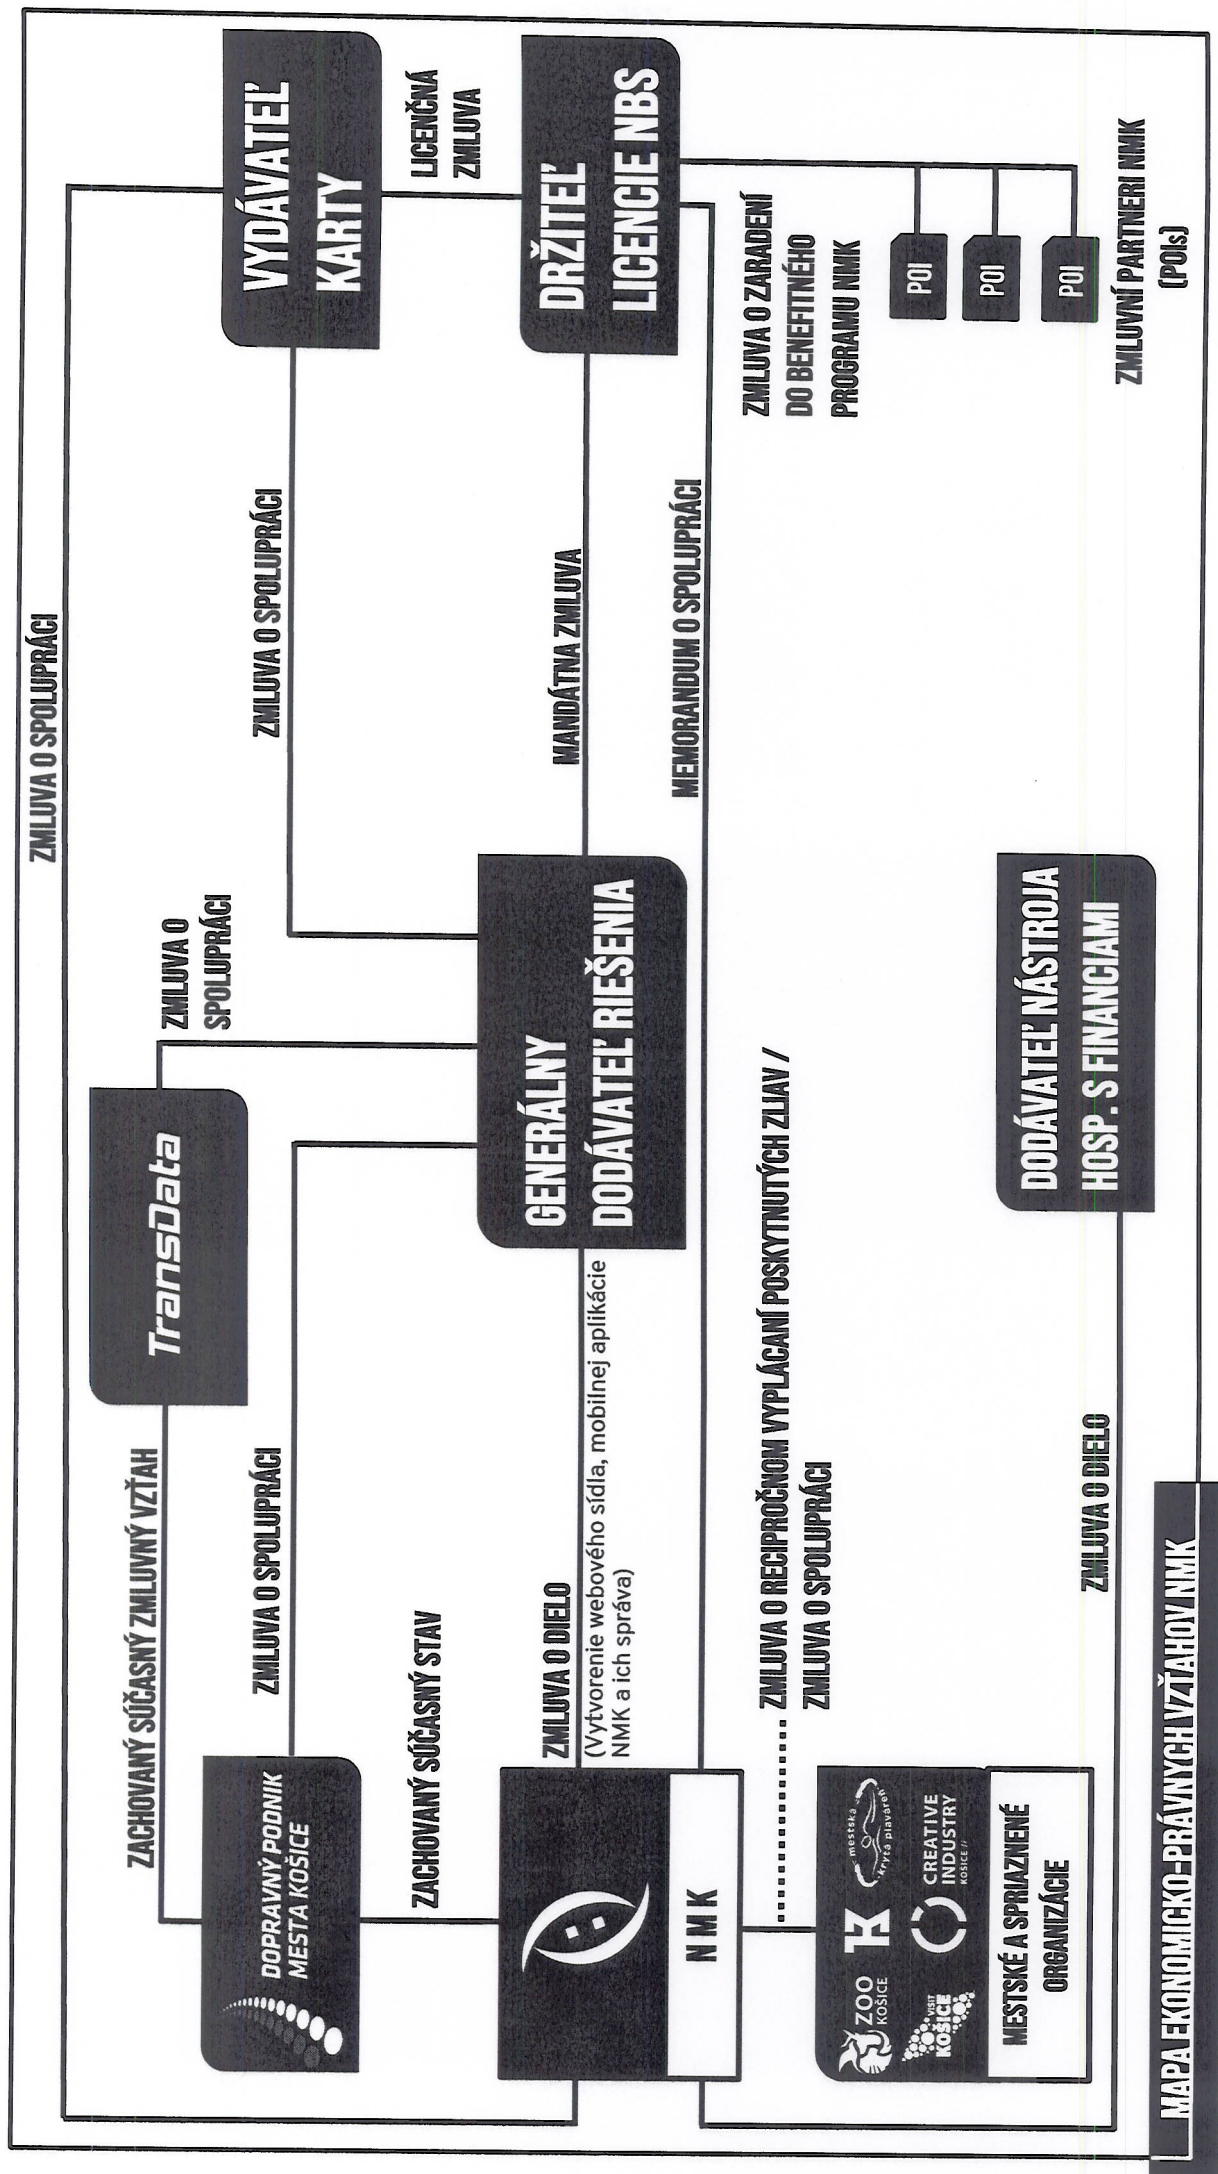 ZMLUVA O SPOLUPRÁCI
ZACHOVANÝ SÚČASNÝ ZMLUVNÝ VZŤAH
TransData
ZMLUVA O
SPOLUPRÁCI
DOPRAVNÝ PODNIK
MESTA KOŠICE
ZMLUVA O SPOLUPRÁCI
ZMLUVA O SPOLUPRÁCI
VYDÁVATEĽ
KARTY
ZACHOVANÝ SÚČASNÝ STAV
LICENČNÁ
ZMLUVA
NMK
ZMLUVA O DIELO
(Vytvorenie webového sídla, mobilnej aplikácie
NMK a ich správa)
GENERÁLNY
DODÁVATEĽ RIEŠENIA
MANDÁTNA ZMLUVA
DRŽITEĽ
LICENCIE NBS
MEMORANDUM O SPOLUPRÁCI
ZMLUVA O RECIPROČNOM VYPLÁCANÍ POSKYTNUTÝCH ZLIAV /
ZMLUVA O SPOLUPRÁCI
ZMLUVA O ZARADENÍ
DO BENEFITNÉHO
PROGRAMU NMK
ZOO
KOŠICE
mestská
krytá plaváreň
VISIT
KOŠICE
CREATIVE
INDUSTRY
KOŠICE //
MESTSKÉ A SPRIAZNENÉ
ORGANIZÁCIE
POI
POI
POI
ZMLUVNÍ PARTNERI NMK
(POIs)
ZMLUVA O DIELO
DODÁVATEĽ NÁSTROJA
HOSP. S FINANCIAMI
MAPA EKONOMICKO-PRÁVNYCH VZŤAHOV NMK